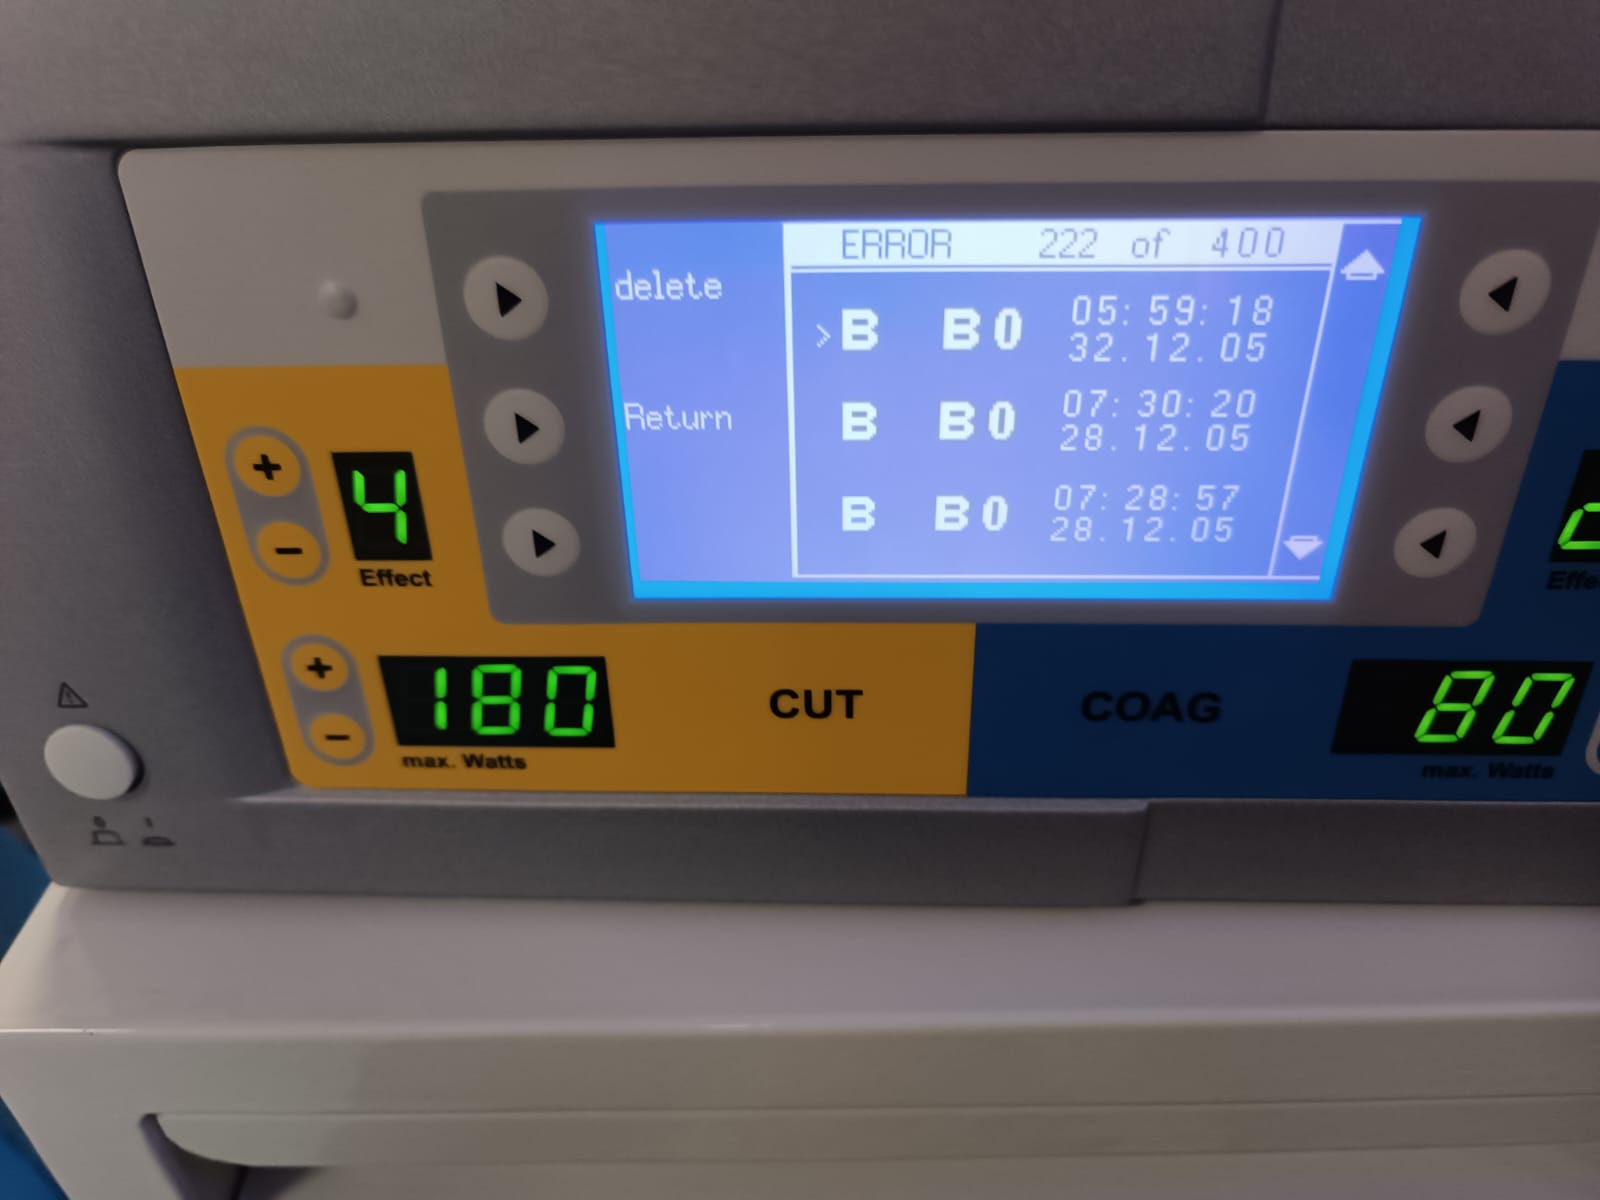 ERROR 222 of 400
delete
B B0 05:59:18
32.12.05
B B0 07:30:20
28.12.05
Return
B B0 07:28:57
28.12.05
4
Effect
180
max. Watts
CUT
COAG
80
max. Watts